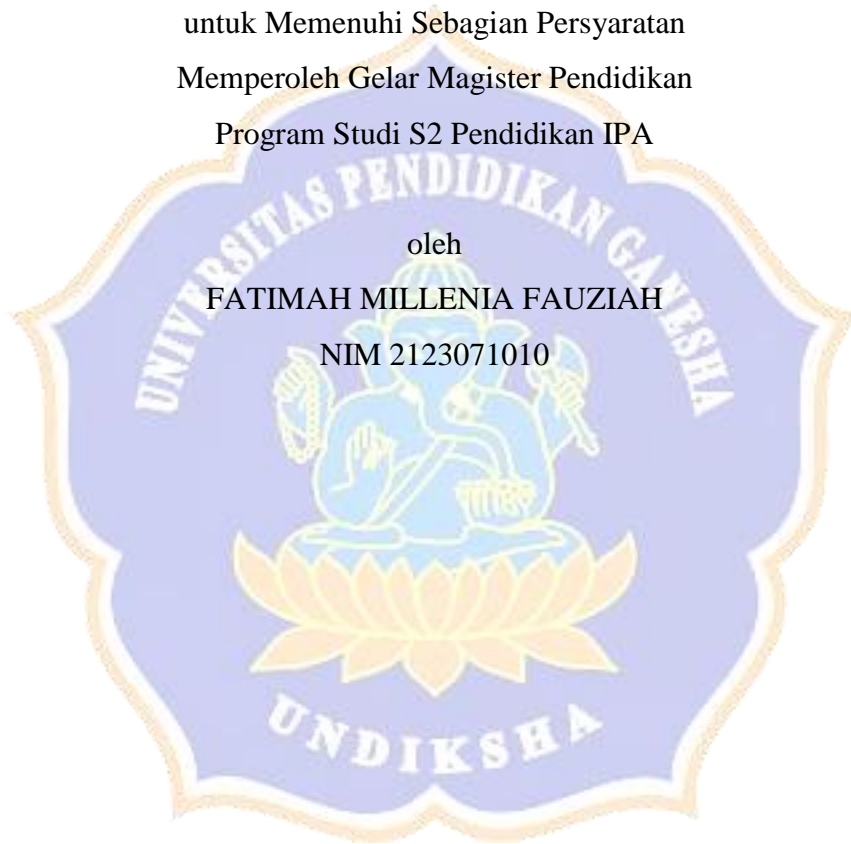 untuk Memenuhi Sebagian Persyaratan
Memperoleh Gelar Magister Pendidikan
Program Studi S2 Pendidikan IPA
UNIVERSITAS PENDIDIKAN GANESHA
oleh
FATIMAH MILLENIA FAUZIAH
NIM 2123071010
UNDIKSHA